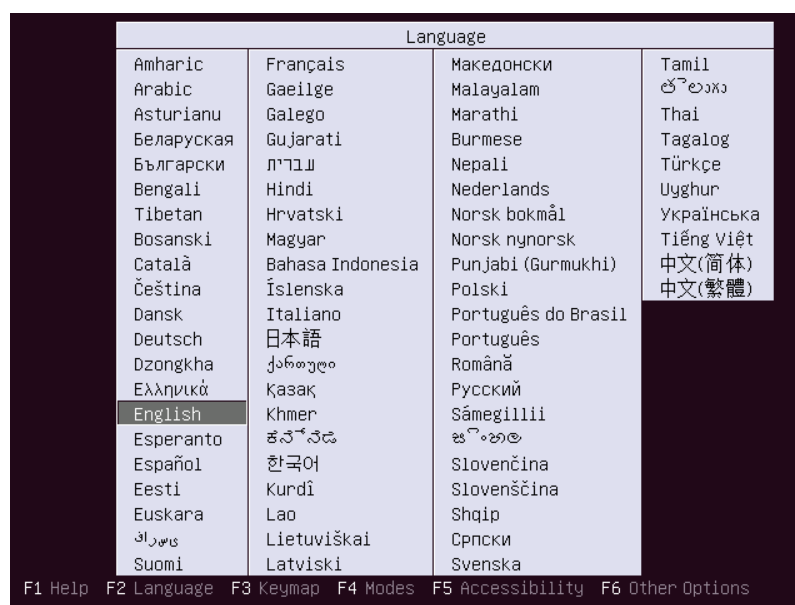 Language
Amharic
Arabic
Asturianu
Беларуская
Български
Bengali
Tibetan
Bosanski
Català
Čeština
Dansk
Deutsch
Dzongkha
Ελληνικά
English
Esperanto
Español
Eesti
Euskara
فارسی
Suomi
Français
Gaeilge
Galego
Gujarati
עברית
Hindi
Hrvatski
Magyar
Bahasa Indonesia
Íslenska
Italiano
日本語
ქართული
Қазақ
Khmer
ಕನ್ನಡ
한국어
Kurdî
Lao
Lietuviškai
Latviski
Македонски
Malayalam
Marathi
Burmese
Nepali
Nederlands
Norsk bokmål
Norsk nynorsk
Punjabi (Gurmukhi)
Polski
Português do Brasil
Português
Română
Русский
Sámegillii
සිංහල
Slovenčina
Slovenščina
Shqip
Српски
Svenska
Tamil
తెలుగు
Thai
Tagalog
Türkçe
Uyghur
Українська
Tiếng Việt
中文(简体)
中文(繁體)
F1 Help F2 Language F3 Keymap F4 Modes F5 Accessibility F6 Other Options